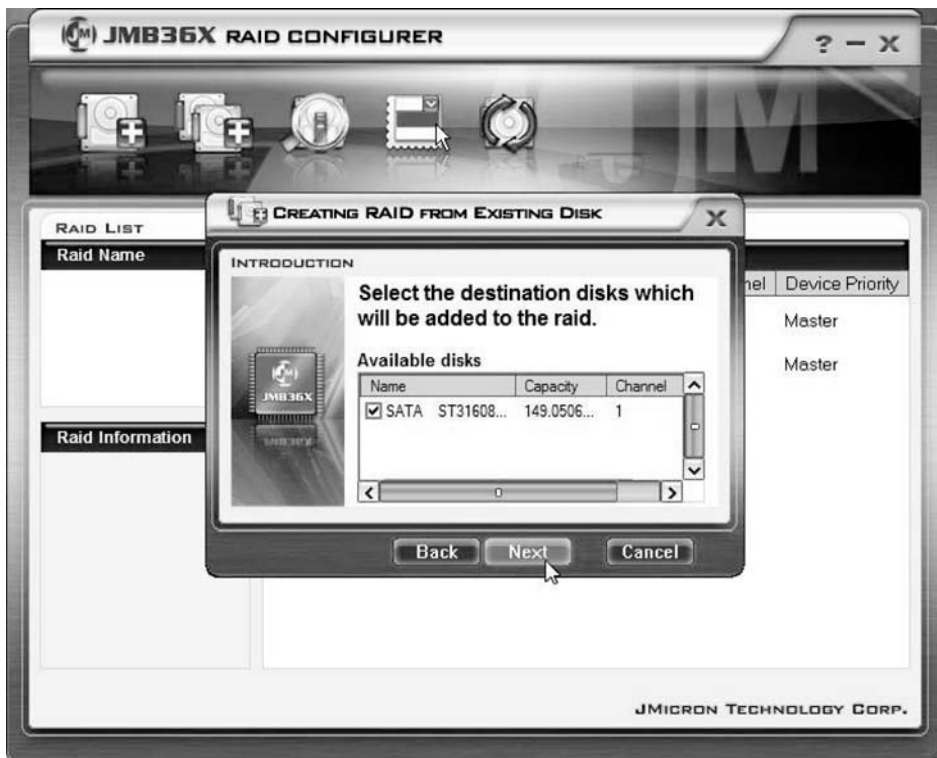 JMB36X RAID CONFIGURER
? - X
JM
RAID LIST
Raid Name
Device Priority
Master
Master
Raid Information
CREATING RAID FROM EXISTING DISK
X
INTRODUCTION
Select the destination disks which
will be added to the raid.
JMB36X
Available disks
Name Capacity Channel
SATA ST31608... 149.0506... 1
Back Next Cancel
JMICRON TECHNOLOGY CORP.